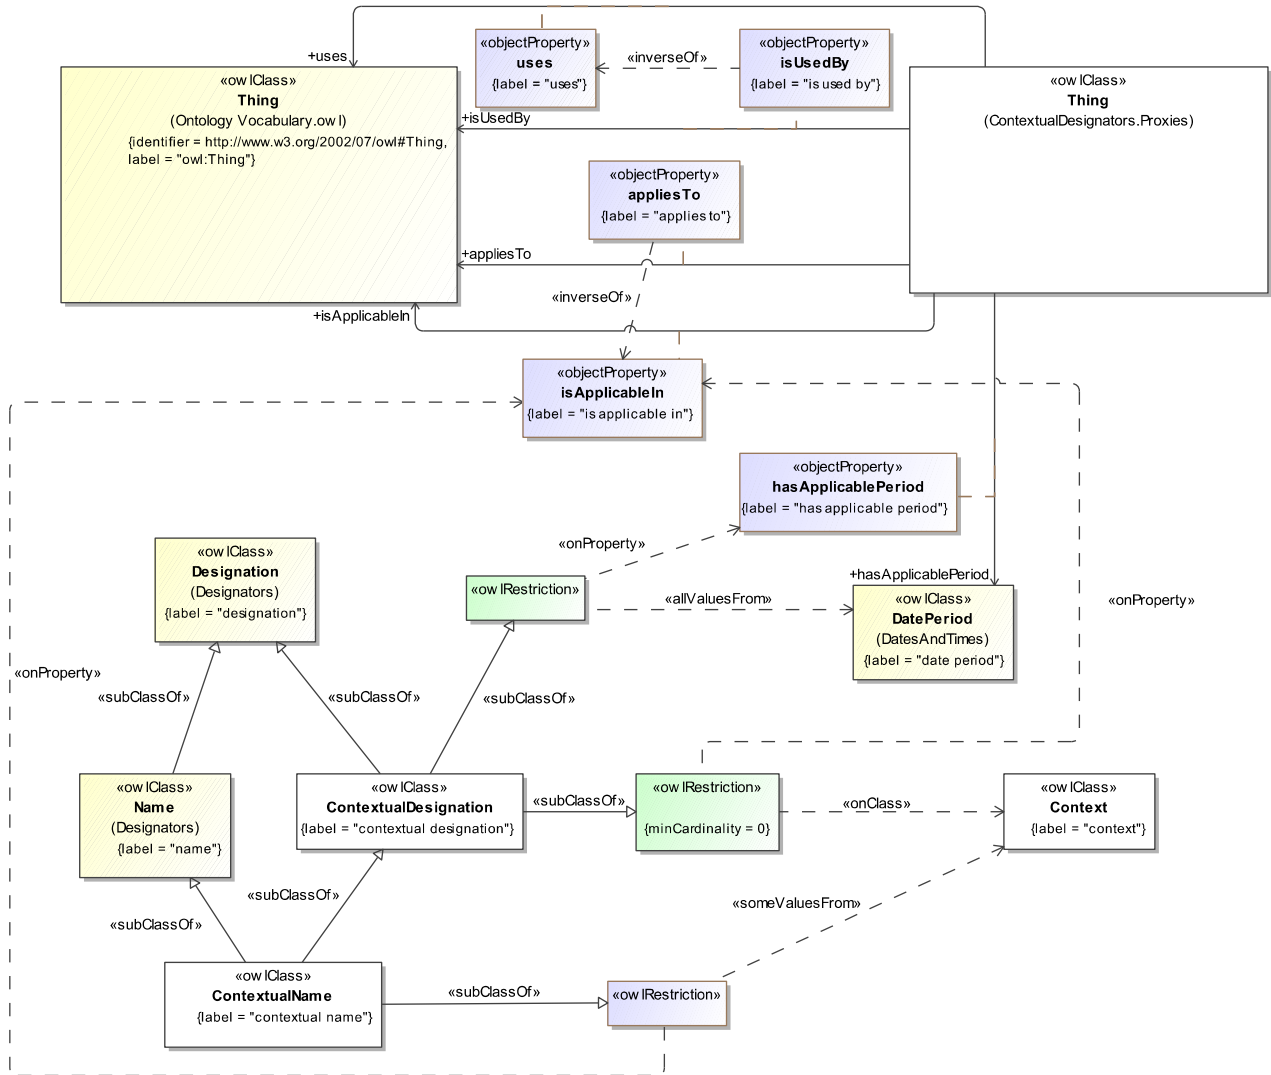 «objectProperty»
uses
{label = "uses"}
«inverseOf»
«objectProperty»
isUsedBy
{label = "is used by"}
+uses
«owlClass»
Thing
(Ontology Vocabulary.owl)
{identifier = http://www.w3.org/2002/07/owl#Thing,
label = "owl:Thing"}
«owlClass»
Thing
(ContextualDesignators.Proxies)
+isUsedBy
«objectProperty»
appliesTo
{label = "applies to"}
+appliesTo
«inverseOf»
+isApplicableIn
«objectProperty»
isApplicableIn
{label = "is applicable in"}
«objectProperty»
hasApplicablePeriod
{label = "has applicable period"}
«onProperty»
«owlClass»
Designation
(Designators)
{label = "designation"}
«owlRestriction»
+hasApplicablePeriod
«allValuesFrom»
«owlClass»
DatePeriod
(DatesAndTimes)
{label = "date period"}
«onProperty»
«onProperty»
«subClassOf»
«subClassOf»
«subClassOf»
«owlClass»
Name
(Designators)
{label = "name"}
«owlClass»
ContextualDesignation
{label = "contextual designation"}
«subClassOf»
«owlRestriction»
{minCardinality = 0}
«onClass»
«owlClass»
Context
{label = "context"}
«subClassOf»
«subClassOf»
«someValuesFrom»
«owlClass»
ContextualName
{label = "contextual name"}
«subClassOf»
«owlRestriction»